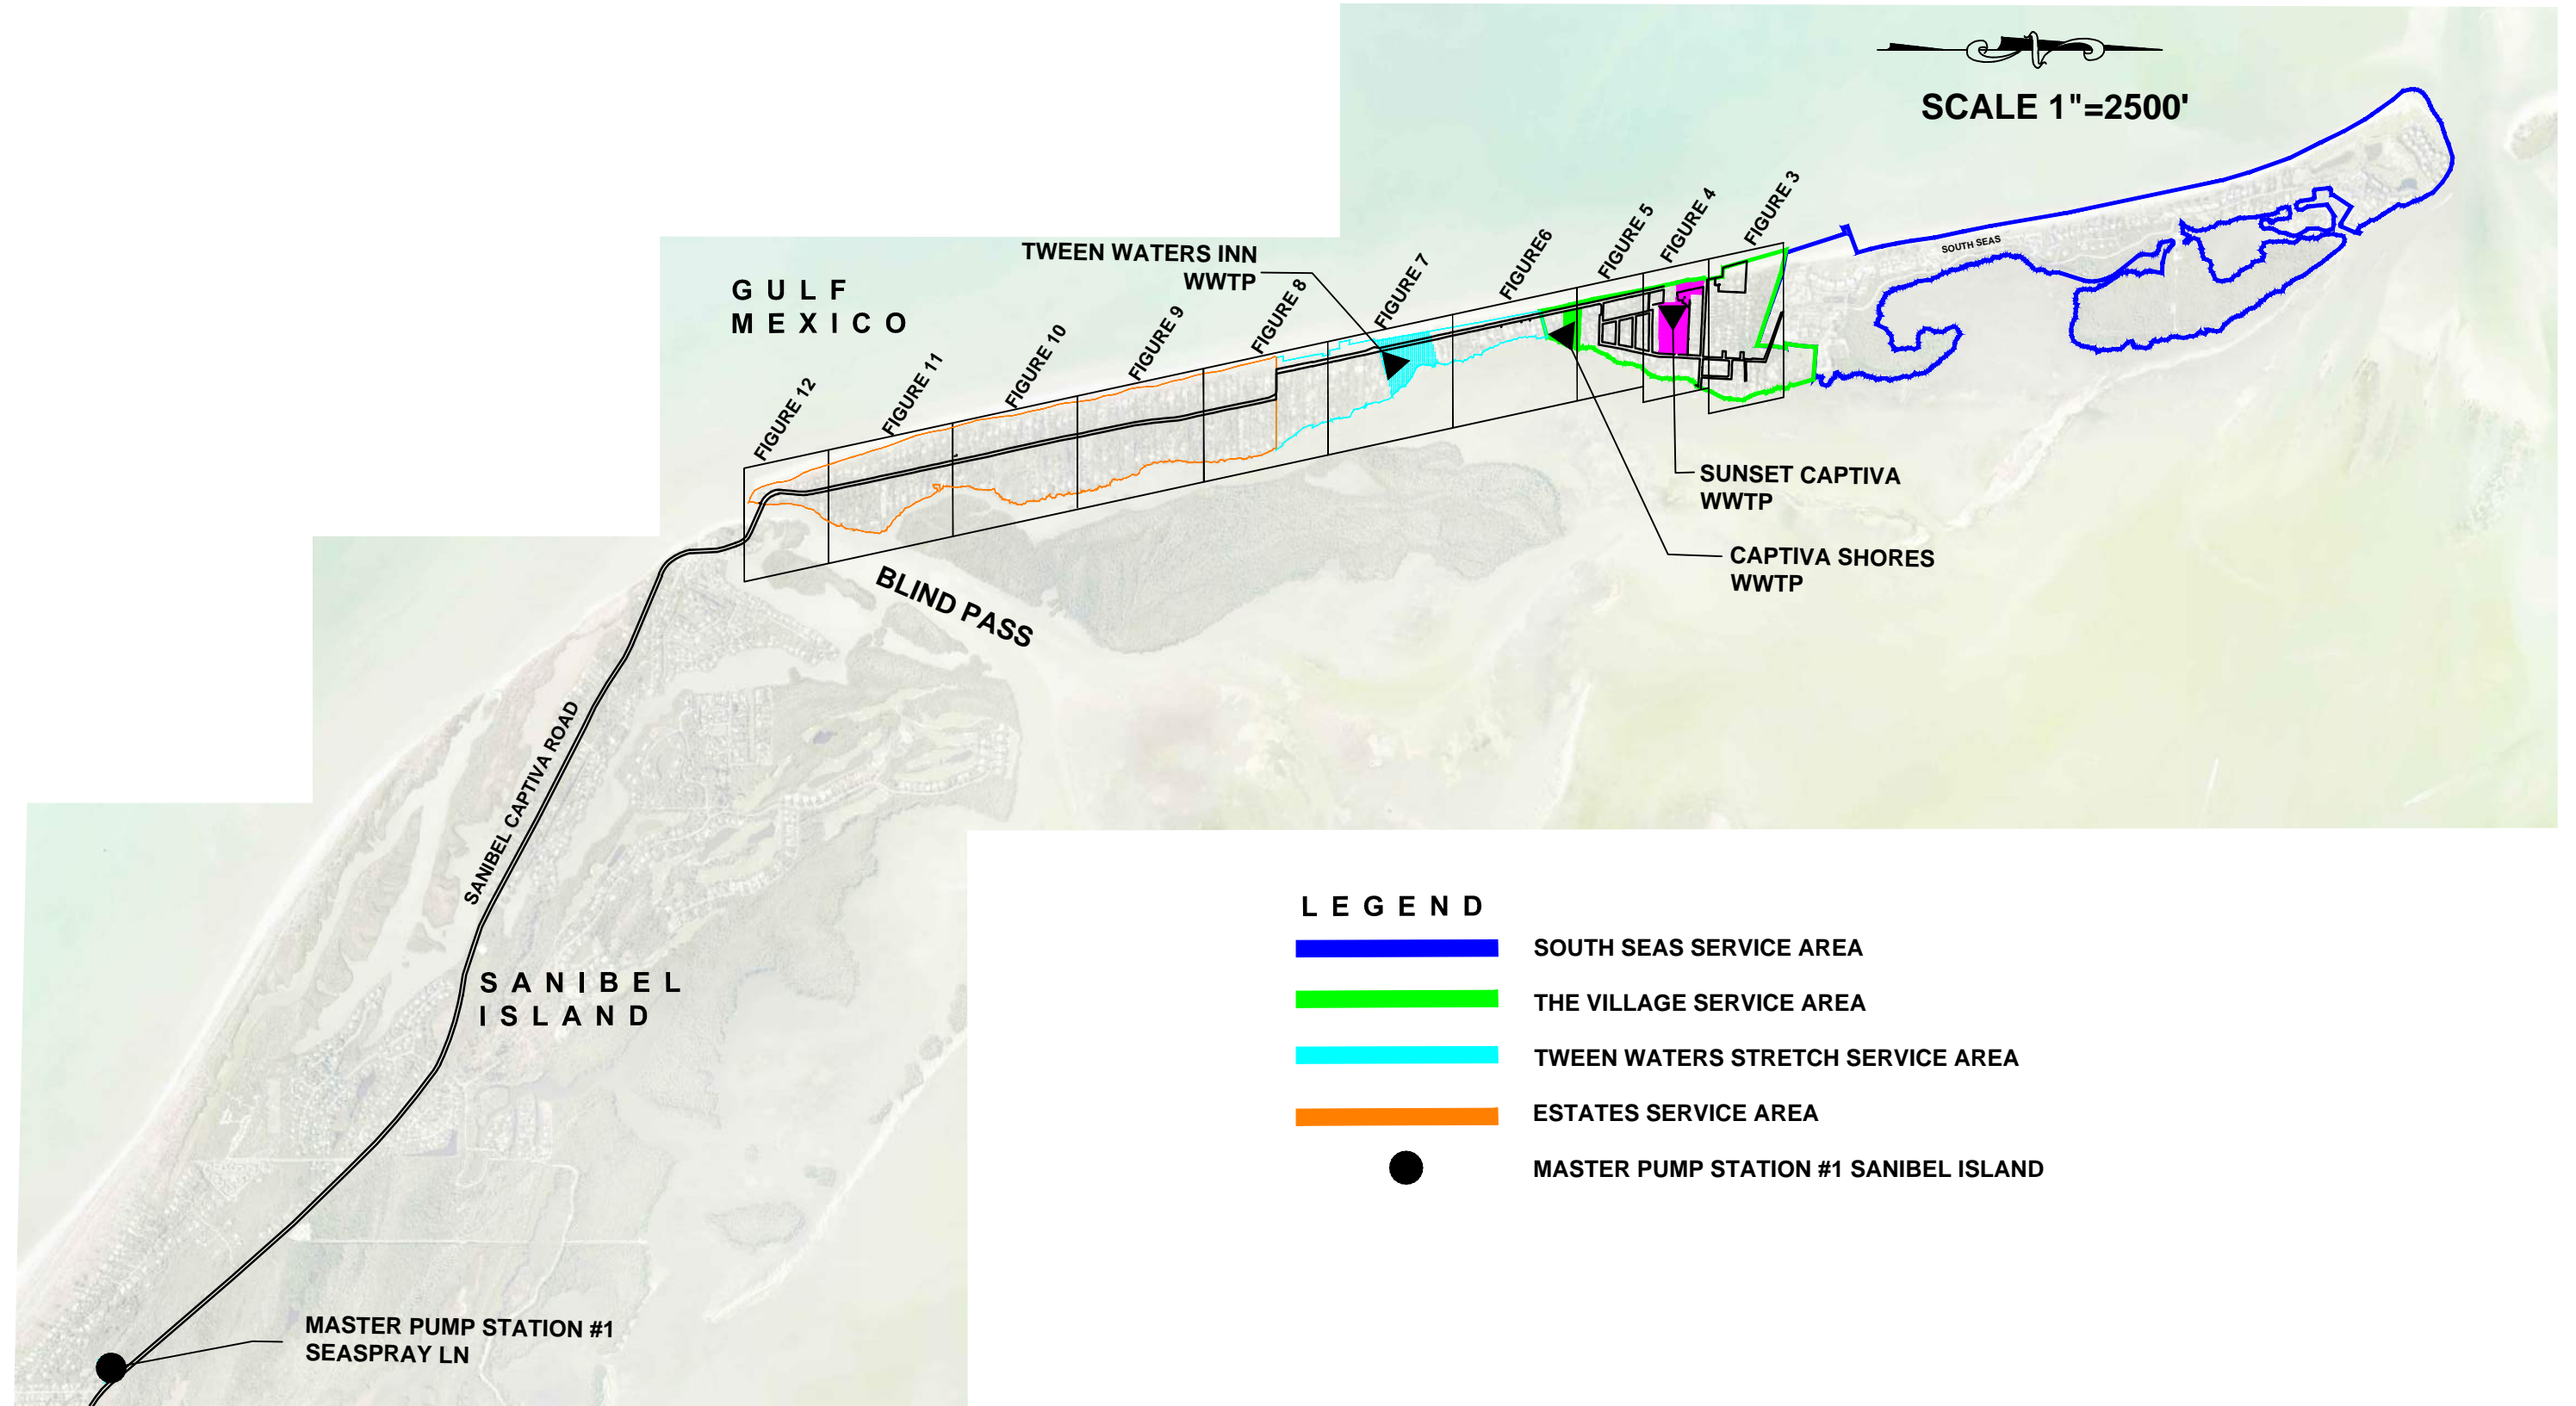 SCALE 1"=2500'
SOUTH SEAS
FIGURE 3
FIGURE 4
FIGURE 5
FIGURE6
FIGURE 7
FIGURE 8
FIGURE 9
FIGURE 10
FIGURE 11
FIGURE 12
TWEEN WATERS INN
WWTP
GULF
MEXICO
SUNSET CAPTIVA
WWTP
CAPTIVA SHORES
WWTP
BLIND PASS
SANIBEL CAPTIVA ROAD
SANIBEL
ISLAND
MASTER PUMP STATION #1
SEASPRAY LN
LEGEND
SOUTH SEAS SERVICE AREA
THE VILLAGE SERVICE AREA
TWEEN WATERS STRETCH SERVICE AREA
ESTATES SERVICE AREA
MASTER PUMP STATION #1 SANIBEL ISLAND